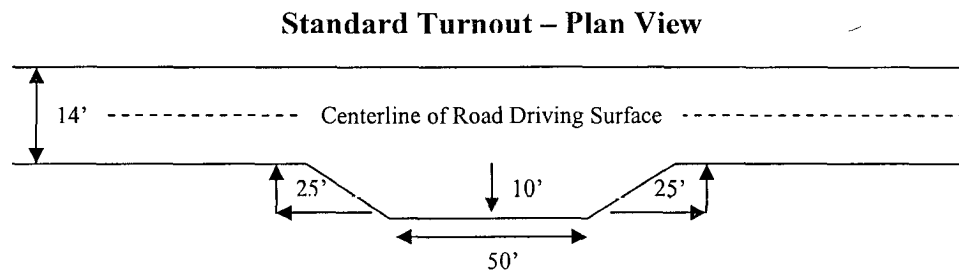 Standard Turnout – Plan View
14’
Centerline of Road Driving Surface
25’
10’
25’
50’